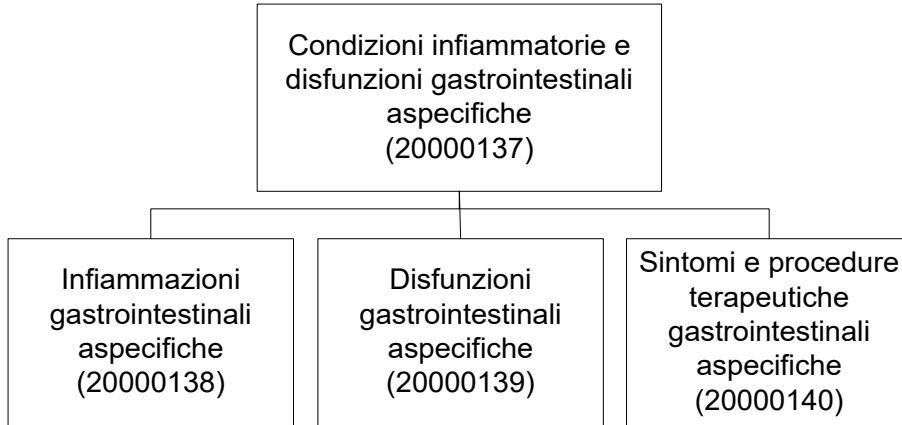 Condizioni infiammatorie e
disfunzioni gastrointestinali
aspecifiche
(20000137)
Infiammazioni
gastrointestinali
aspecifiche
(20000138)
Disfunzioni
gastrointestinali
aspecifiche
(20000139)
Sintomi e procedure
terapeutiche
gastrointestinali
aspecifiche
(20000140)